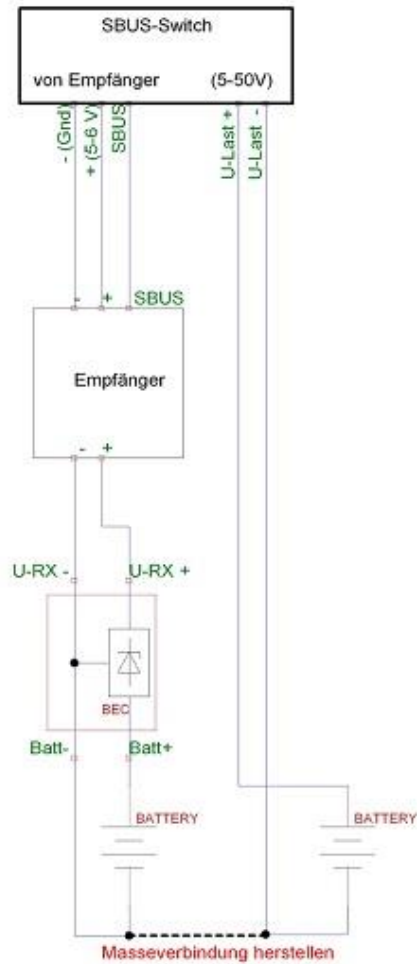 SBUS-Switch
von Empfänger (5-50V)
- (Gnd)
+ (5-6 V)
SBUS
U-Last +
U-Last -
- + SBUS
Empfänger
- +
U-RX - U-RX +
BEC
Batt- Batt+
BATTERY BATTERY
Masseverbindung herstellen